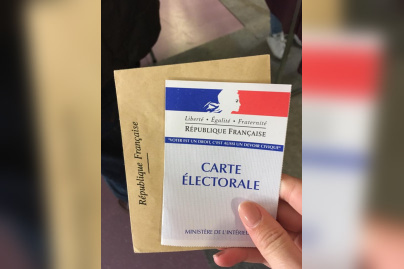 Liberté • Égalité • Fraternité
RÉPUBLIQUE FRANÇAISE
"VOTER EST UN DROIT, C'EST AUSSI UN DEVOIR CIVIQUE"
CARTE
ÉLECTORALE
MINISTÈRE DE L'INTÉRIEUR
République Française